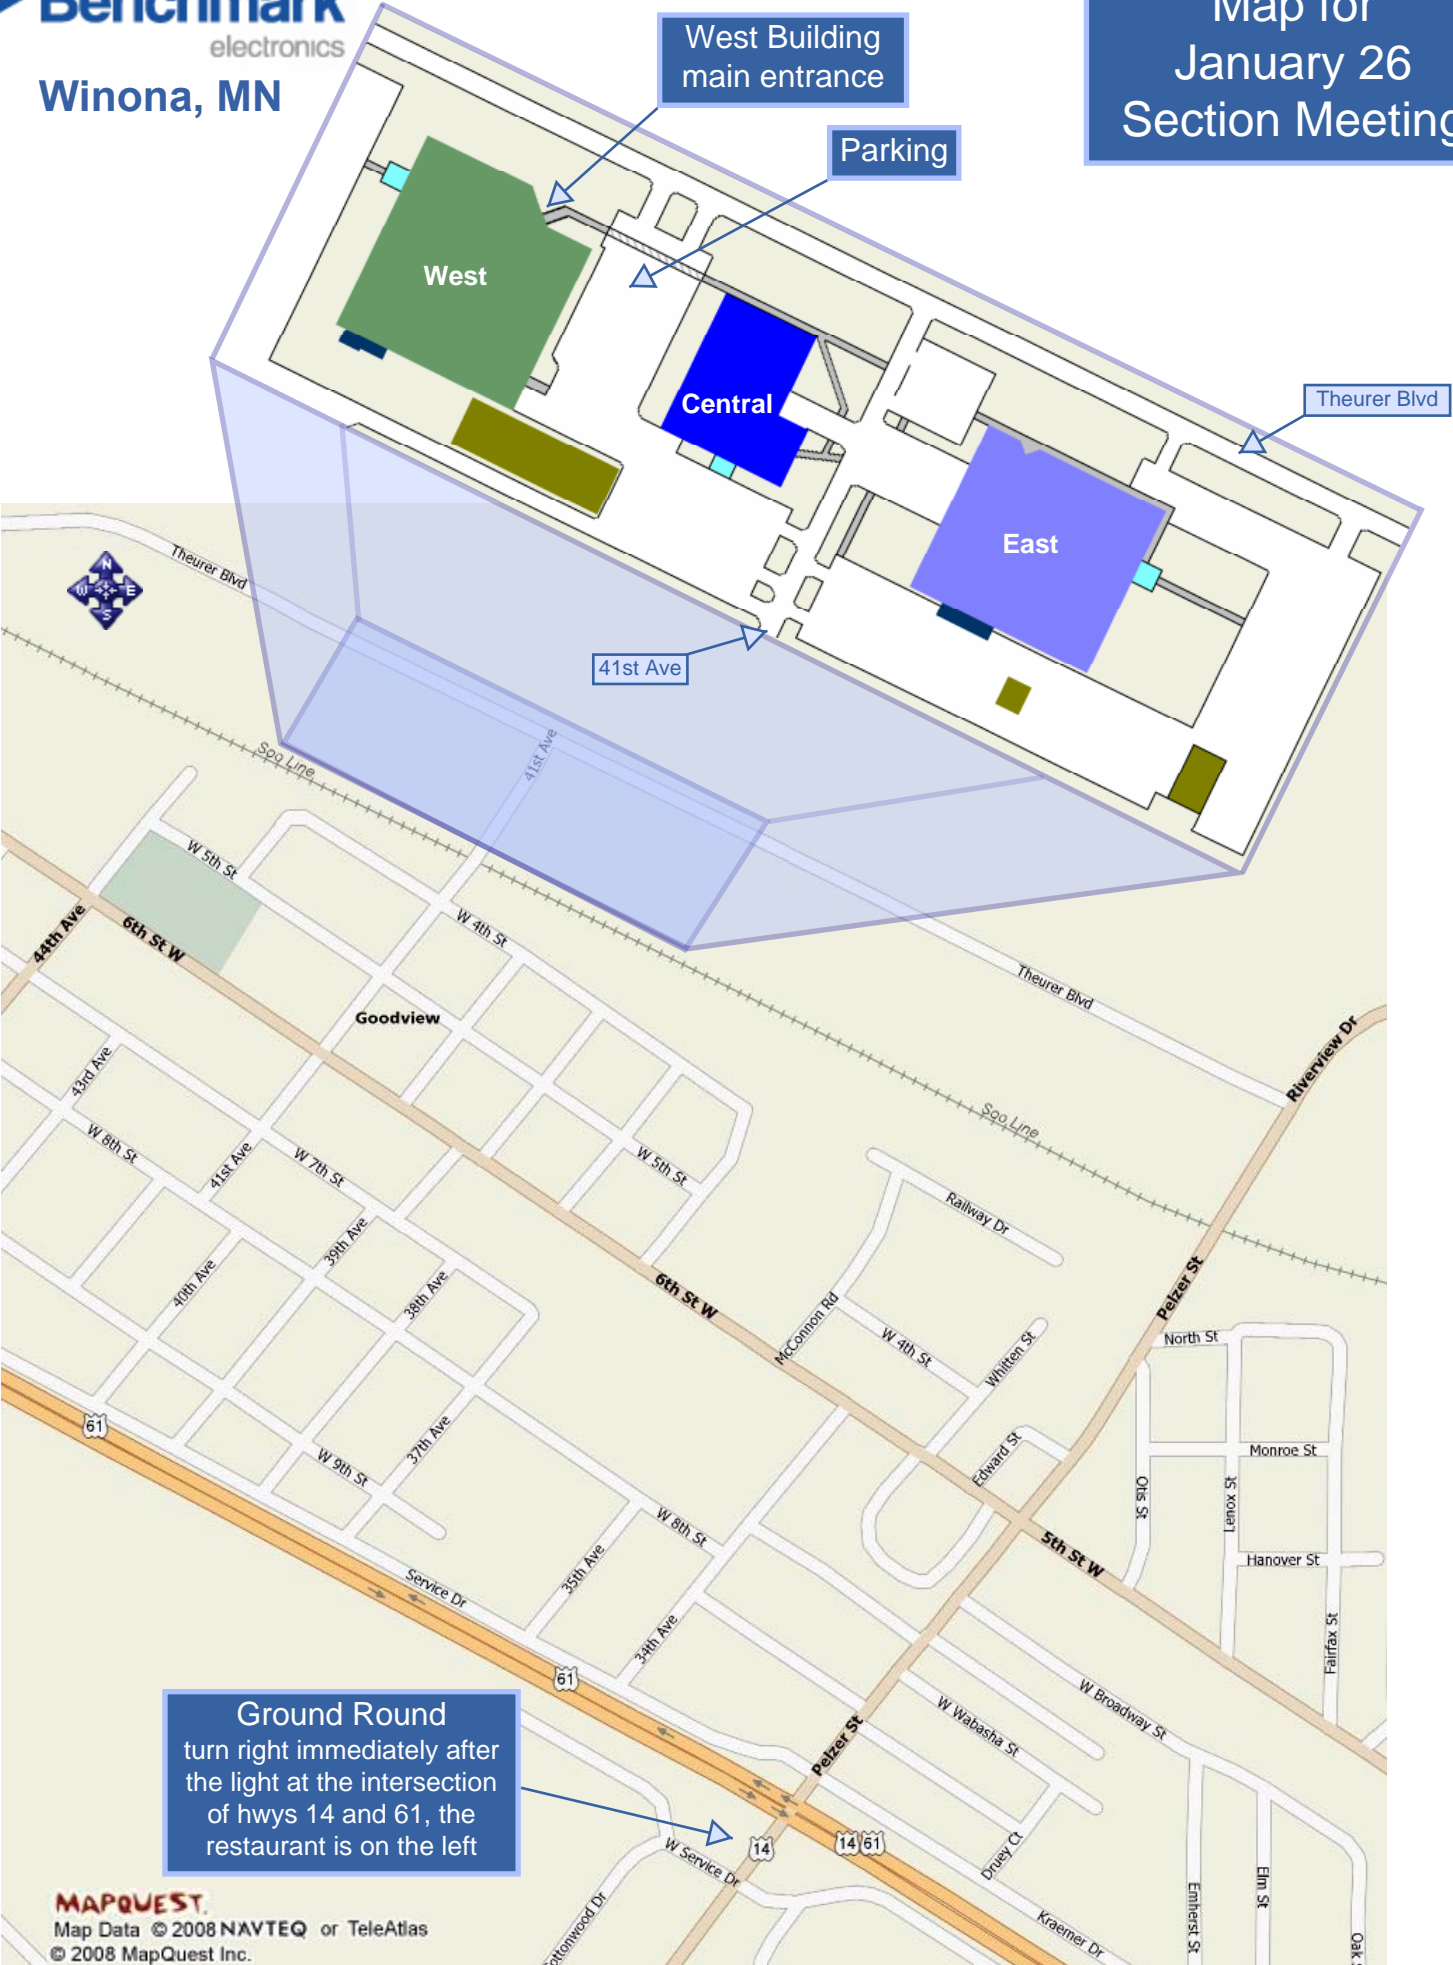 Benchmark
electronics
Winona, MN
West Building
main entrance
Map for
January 26
Section Meeting
Parking
West
Central
East
Theurer Blvd
41st Ave
Theurer Blvd
N
W
E
S
Soo Line
41st Ave
W 5th St
W 4th St
44th Ave
6th St W
Goodview
Theurer Blvd
Riverview Dr
43rd Ave
W 8th St
41st Ave
W 7th St
W 5th St
Soo Line
Railway Dr
39th Ave
40th Ave
38th Ave
6th St W
McConnon Rd
W 4th St
Whitten St
Pelzer St
North St
61
37th Ave
W 9th St
Edward St
Monroe St
Otis S
Lenox St
W 8th St
5th St W
Hanover St
Service Dr
35th Ave
34th Ave
Fairfax St
61
W Broadway St
W Wabasha St
Pelzer St
Ground Round
turn right immediately after
the light at the intersection
of hwys 14 and 61, the
restaurant is on the left
14
14 61
W Service Dr
Druey Ct
Elm St
Emherst St
Kraemer Dr
ottonwood Dr
Oak
MAPQUEST.
Map Data © 2008 NAVTEQ or TeleAtlas
© 2008 MapQuest Inc.